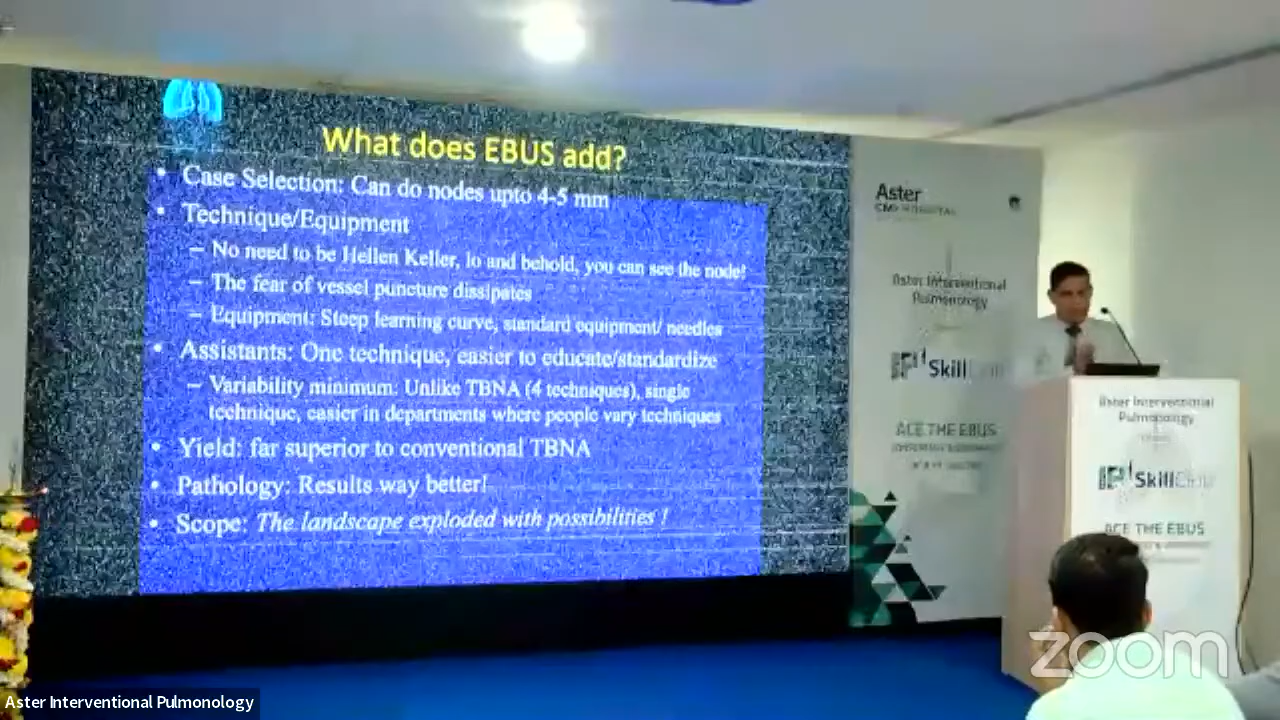 What does EBUS add?
• Case Selection: Can do nodes upto 4-5 mm
• Technique/Equipment
– No need to be Hellen Keller, lo and behold, you can see the node!
– The fear of vessel puncture dissipates
– Equipment: Steep learning curve, standard equipment/ needles
• Assistants: One technique, easier to educate/standardize
– Variability minimum: Unlike TBNA (4 techniques), single
technique, easier in departments where people vary techniques
• Yield: far superior to conventional TBNA
• Pathology: Results way better!
• Scope: The landscape exploded with possibilities !
Aster
CMI HOSPITAL
Aster Interventional
Pulmonology
Skill
ACE THE EBUS
Aster Interventional
Pulmonology
Skill
ACE THE EBUS
zoom
Aster Interventional Pulmonology